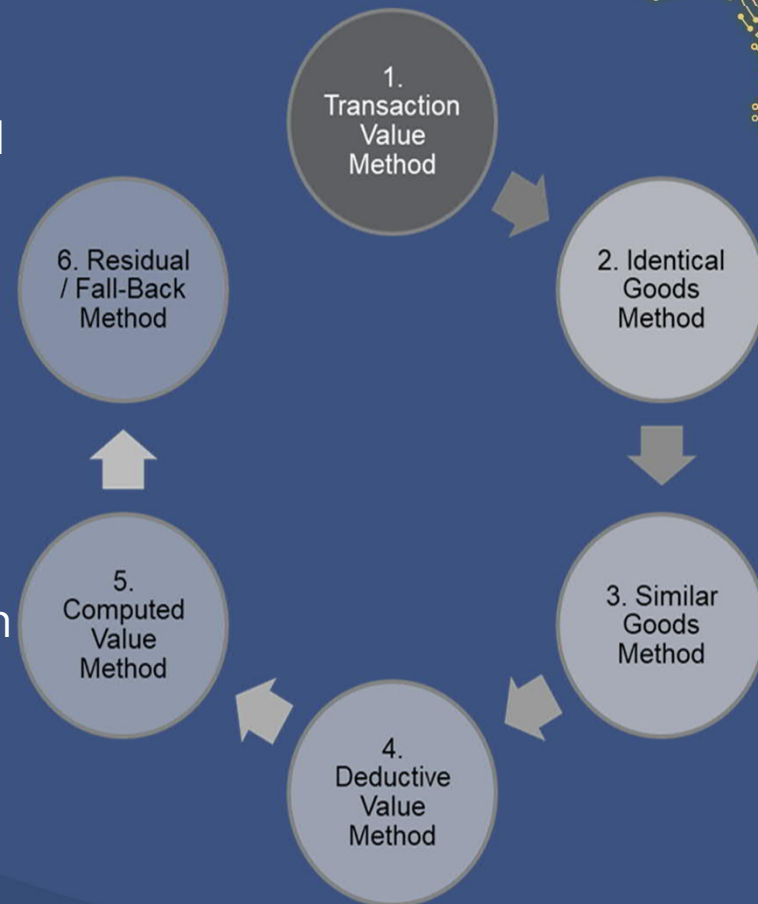 1.
Transaction
Value
Method
2. Identical
Goods
Method
3. Similar
Goods
Method
4.
Deductive
Value
Method
5.
Computed
Value
Method
6. Residual
/ Fall-Back
Method